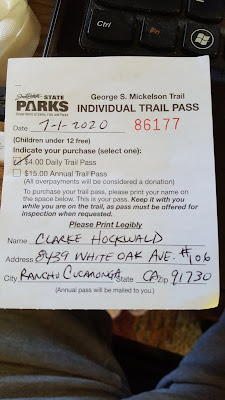 South Dakota STATE
PARKS
George S. Mickelson Trail
INDIVIDUAL TRAIL PASS
Date 7-1-2020 86177
(Children under 12 free)
Indicate your purchase (select one):
$4.00 Daily Trail Pass
$15.00 Annual Trail Pass
(All overpayments will be considered a donation)
To purchase your trail pass, please print your name on
the space below. This is your pass. Keep it with you
while you are on the trail, as pass must be offered for
inspection when requested.
Please Print Legibly
Name CLARKE HOCKWALD
Address 8439 WHITE OAK AVE. #106
City RANCHO CUCAMONGA State CA Zip 91730
(Annual pass will be mailed to you.)